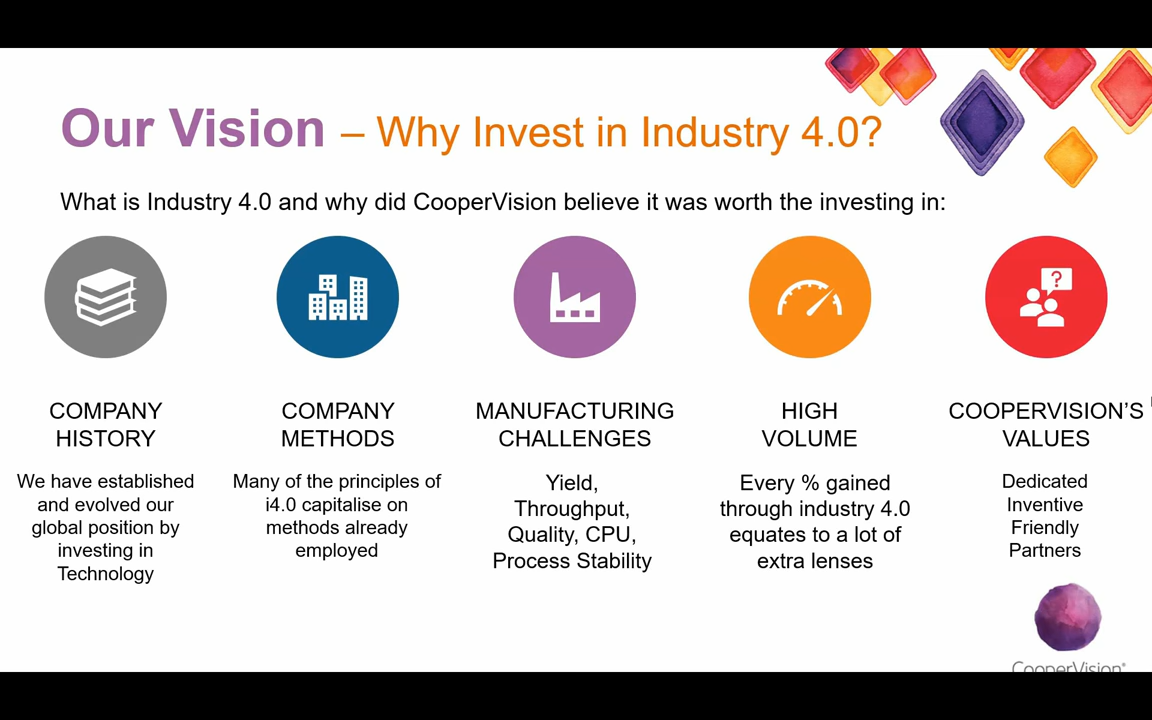 Our Vision – Why Invest in Industry 4.0?
What is Industry 4.0 and why did CooperVision believe it was worth the investing in:
?
COMPANY
HISTORY
We have established
and evolved our
global position by
investing in
Technology
COMPANY
METHODS
Many of the principles of
i4.0 capitalise on
methods already
employed
MANUFACTURING
CHALLENGES
Yield,
Throughput,
Quality, CPU,
Process Stability
HIGH
VOLUME
Every % gained
through industry 4.0
equates to a lot of
extra lenses
COOPERVISION'S
VALUES
Dedicated
Inventive
Friendly
Partners
CooperVision®